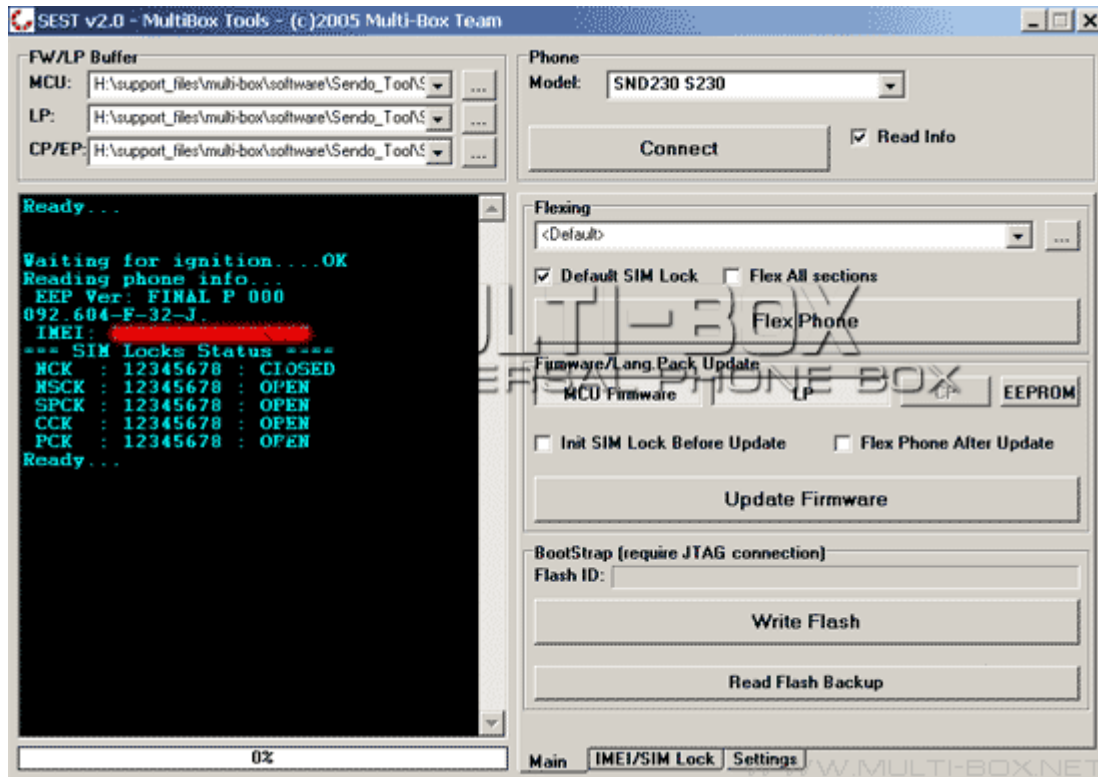 SEST v2.0 - MultiBox Tools - (c)2005 Multi-Box Team
FW/LP Buffer
MCU: H:\support_files\multi-box\software\Sendo_Tool\S
...
LP: H:\support_files\multi-box\software\Sendo_Tool\S
...
CP/EP: H:\support_files\multi-box\software\Sendo_Tool\S
...
Phone
Model: SND230 S230
Connect
Read Info
Ready...
Waiting for ignition....OK
Reading phone info...
EEP Ver: FINAL P 000
092.604-F-32-J.
IMEI:
=== SIM Locks Status ====
NCK : 12345678 : CLOSED
NSCK : 12345678 : OPEN
SPCK : 12345678 : OPEN
CCK : 12345678 : OPEN
PCK : 12345678 : OPEN
Ready...
0%
Flexing
<Default>
...
Default SIM Lock
Flex All sections
Flex Phone
ULTI-BOX
ERSAL PHONE BOX
Firmware/Lang.Pack Update
MCU Firmware
LP
CP
EEPROM
Init SIM Lock Before Update
Flex Phone After Update
Update Firmware
BootStrap (require JTAG connection)
Flash ID:
Write Flash
Read Flash Backup
Main
IMEI/SIM Lock
Settings
WWW.MULTI-BOX.NET